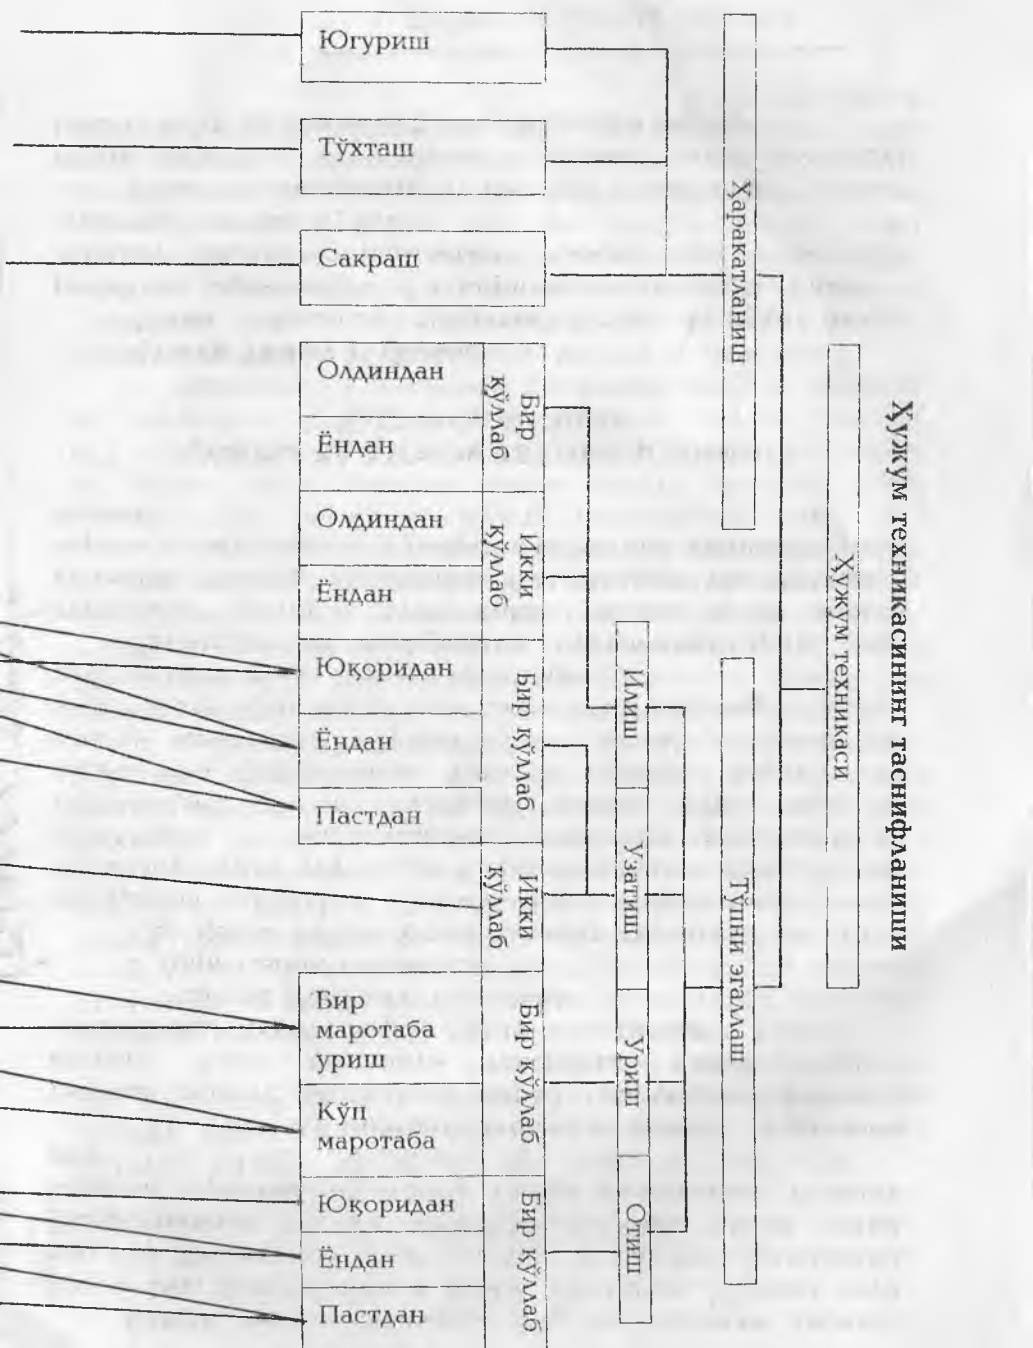 Ҳужум техникасининг таснифланиши
Ҳужум техникаси
Ҳаракатланиш
Тўпни эгаллаш
Югуриш
Тўхташ
Сакраш
Илиш
Узатиш
Уриш
Отиш
Бир
қўллаб
Олдиндан
Ёндан
Икки
қўллаб
Олдиндан
Ёндан
Бир қўллаб
Юқоридан
Ёндан
Пастдан
Икки
қўллаб
Бир қўллаб
Бир
маротаба
уриш
Кўп
маротаба
Бир қўллаб
Юқоридан
Ёндан
Пастдан